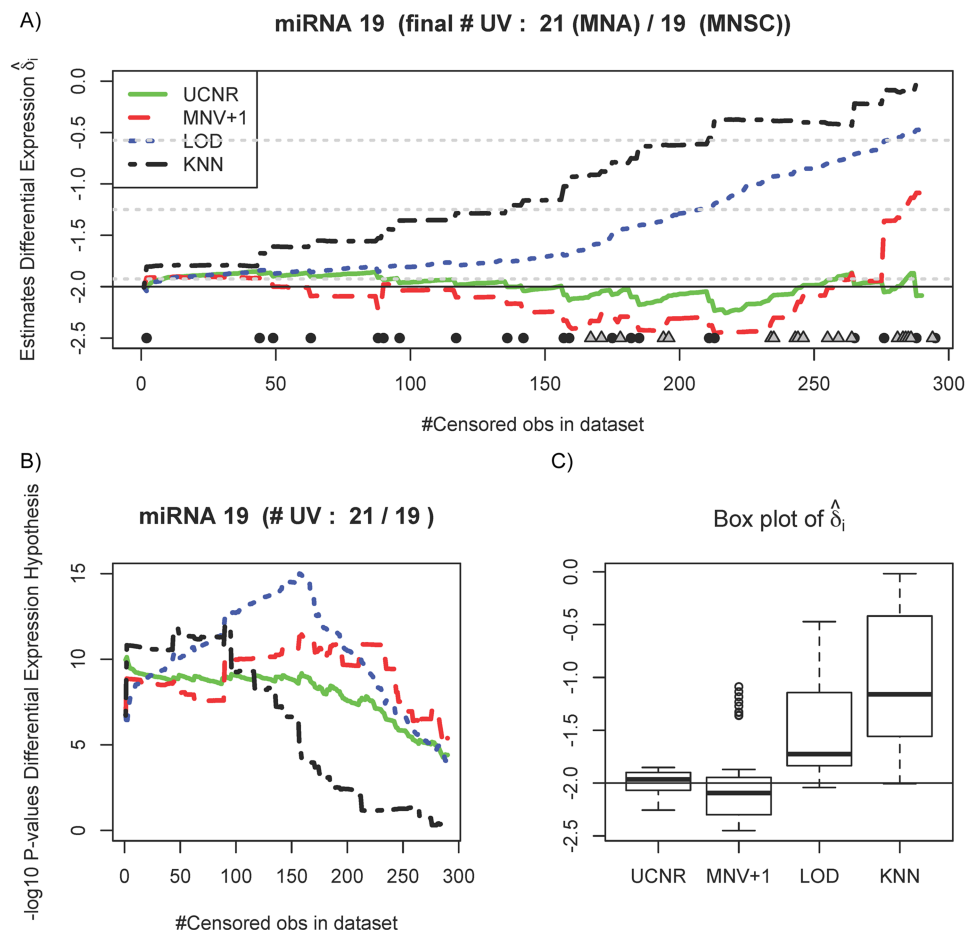 A)
miRNA 19 (final # UV : 21 (MNA) / 19 (MNSC))
Estimates Differential Expression δ̂i
0.0
-0.5
-1.0
-1.5
-2.0
-2.5
UCNR
MNV+1
LOD
KNN
0 50 100 150 200 250 300
#Censored obs in dataset
B)
miRNA 19 (# UV : 21 / 19 )
-log10 P-values Differential Expression Hypothesis
15
10
5
0
0 50 100 150 200 250 300
#Censored obs in dataset
C)
Box plot of δ̂i
0.0
-0.5
-1.0
-1.5
-2.0
-2.5
UCNR MNV+1 LOD KNN